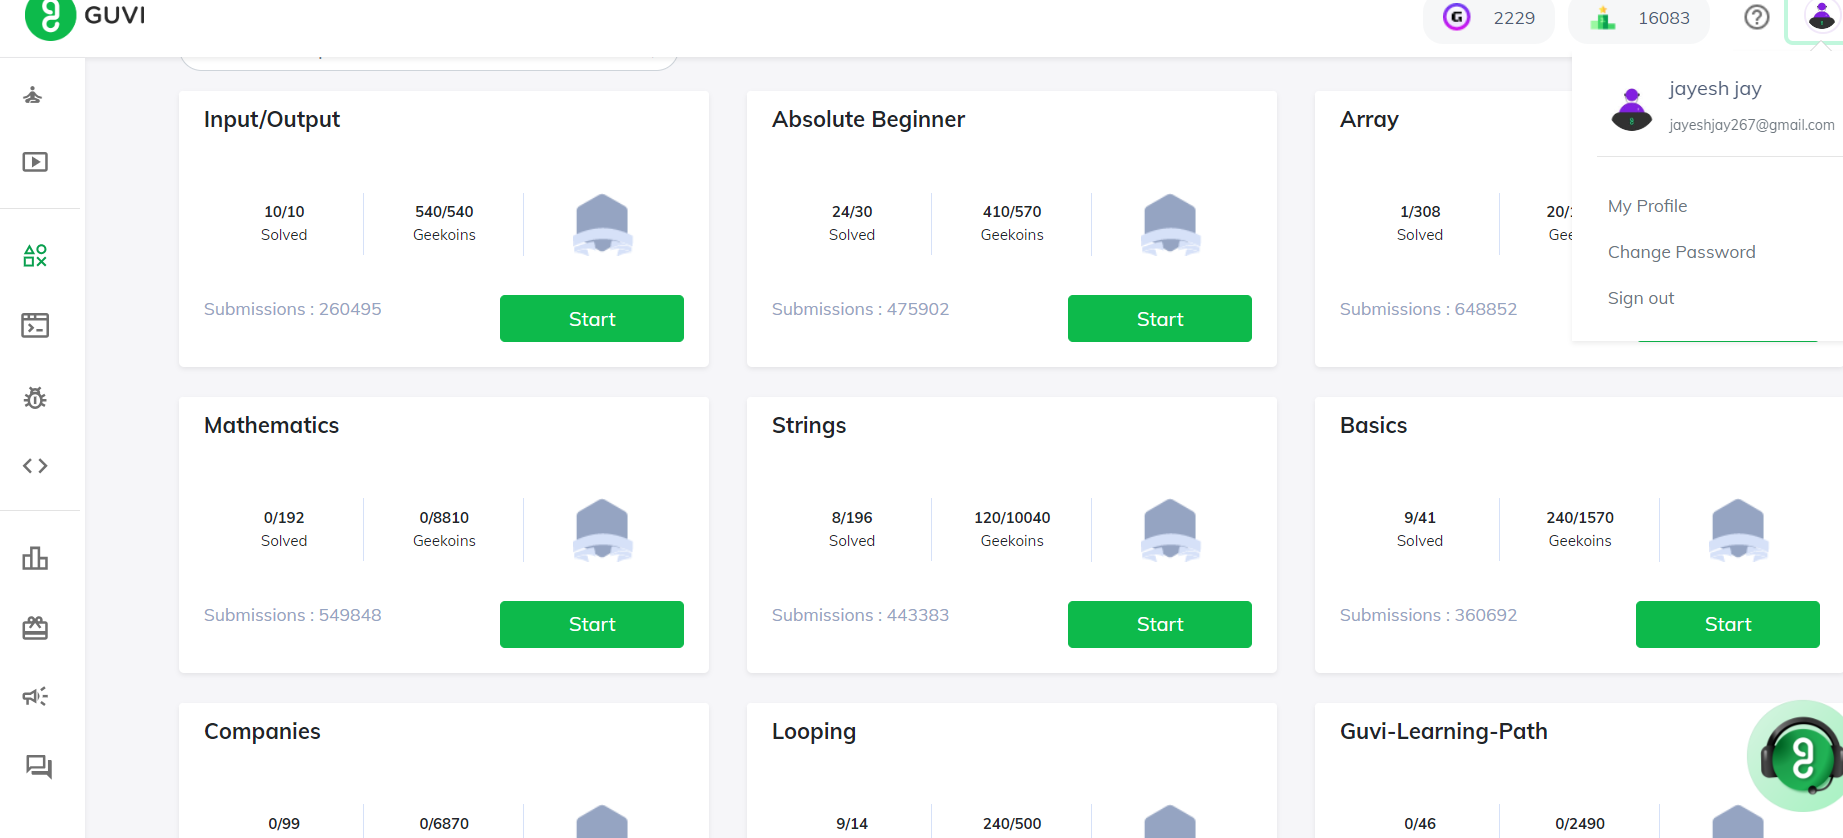 GUVI
2229
16083
jayesh jay
jayeshjay267@gmail.com
My Profile
Change Password
Sign out
Input/Output
10/10
Solved
540/540
Geekoins
Submissions : 260495
Start
Absolute Beginner
24/30
Solved
410/570
Geekoins
Submissions : 475902
Start
Array
1/308
Solved
20/
Gee
Submissions : 648852
Mathematics
0/192
Solved
0/8810
Geekoins
Submissions : 549848
Start
Strings
8/196
Solved
120/10040
Geekoins
Submissions : 443383
Start
Basics
9/41
Solved
240/1570
Geekoins
Submissions : 360692
Start
Companies
0/99
0/6870
Looping
9/14
240/500
Guvi-Learning-Path
0/46
0/2490